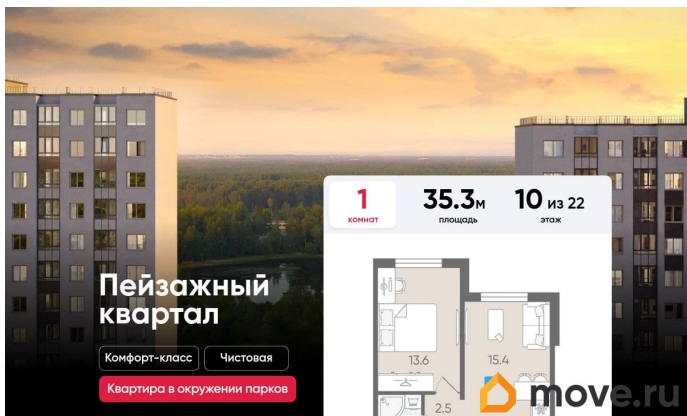 1
комнат
35.3м
площадь
10 из 22
этаж
Пейзажный
квартал
Комфорт-класс
Чистовая
Квартира в окружении парков
13.6
15.4
2.5
move.ru